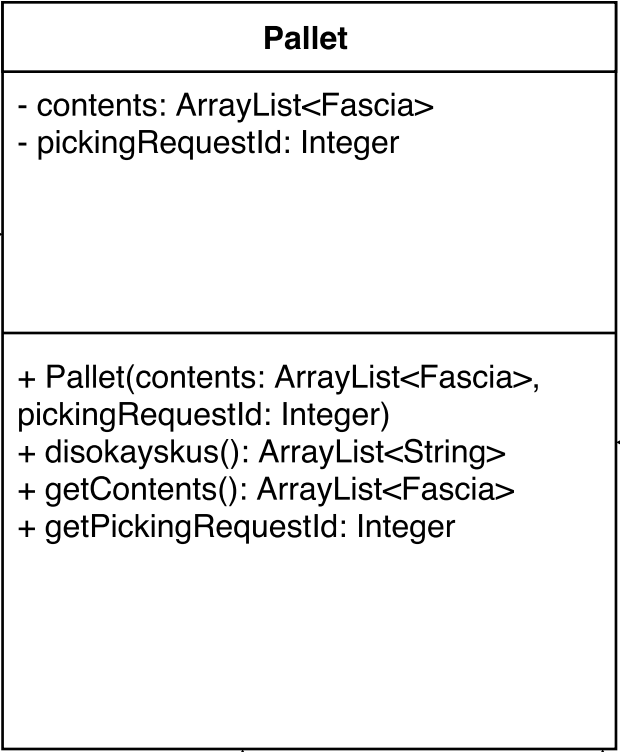 Pallet
- contents: ArrayList<Fascia>
- pickingRequestId: Integer
+ Pallet(contents: ArrayList<Fascia>,
pickingRequestId: Integer)
+ disokayskus(): ArrayList<String>
+ getContents(): ArrayList<Fascia>
+ getPickingRequestId: Integer